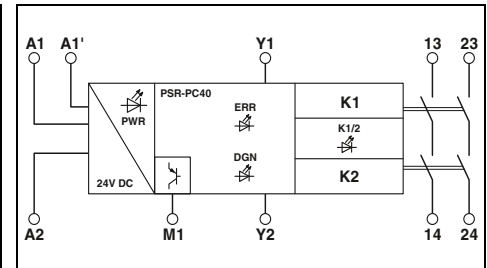 A1 A1' Y1 13 23
PSR-PC40
PWR
ERR
K1
K1/2
DGN
24V DC
K2
A2 M1 Y2 14 24